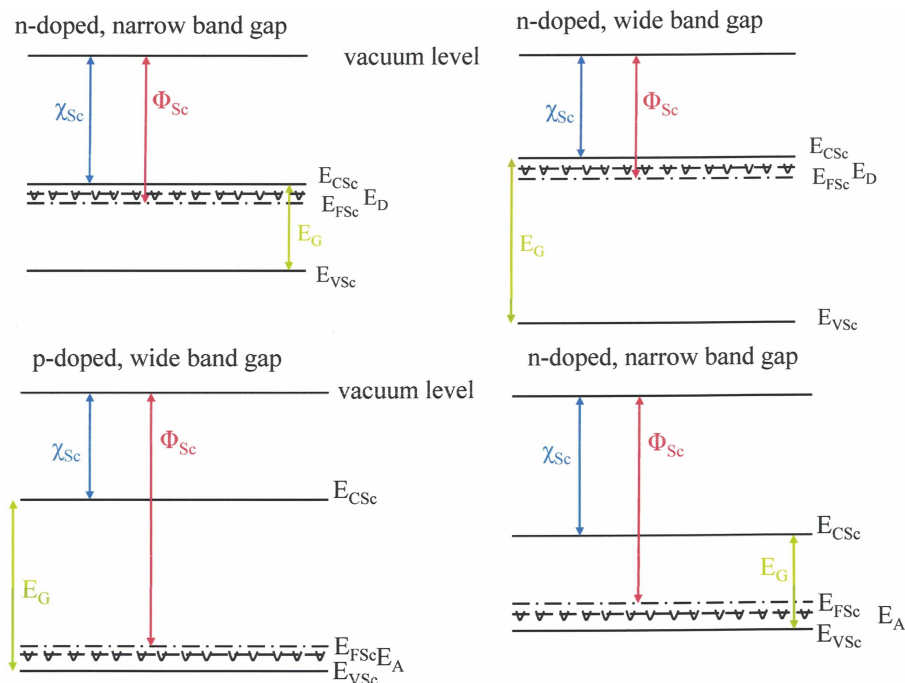 n-doped, narrow band gap
vacuum level
χSc
ΦSc
ECSc
EFSc ED
EG
EVSc
n-doped, wide band gap
χSc
ΦSc
ECSc
EFSc ED
EG
EVSc
p-doped, wide band gap
vacuum level
χSc
ΦSc
ECSc
EG
EFSc EA
EVSc
n-doped, narrow band gap
χSc
ΦSc
ECSc
EG
EFSc EA
EVSc